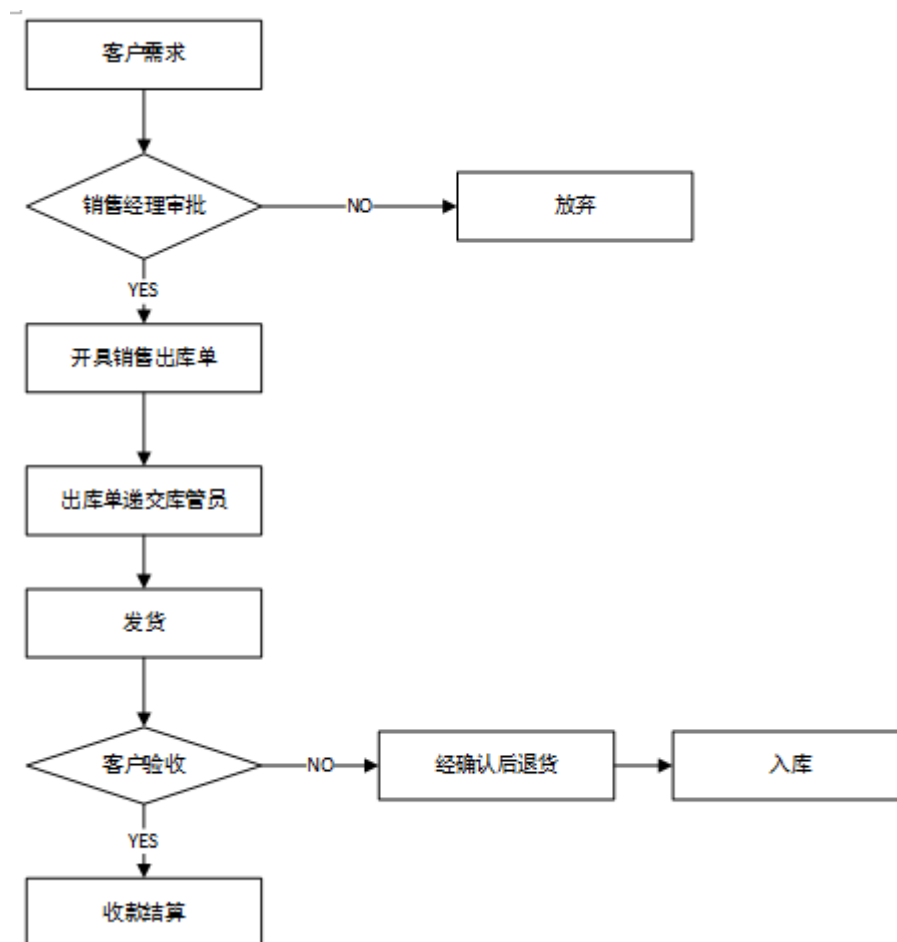 客户需求
销售经理审批
NO
放弃
YES
开具销售出库单
出库单递交库管员
发货
客户验收
NO
经确认后退货
入库
YES
收款结算